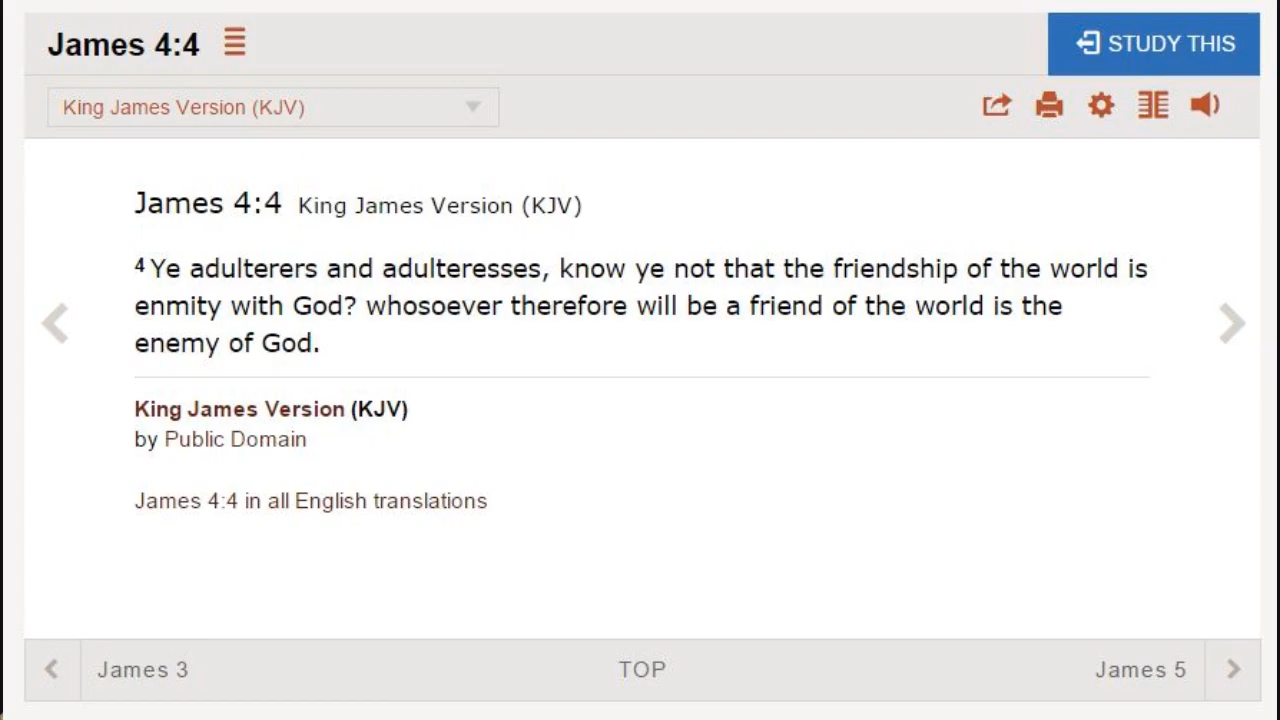 James 4:4
STUDY THIS
King James Version (KJV)
James 4:4 King James Version (KJV)
4 Ye adulterers and adulteresses, know ye not that the friendship of the world is
enmity with God? whosoever therefore will be a friend of the world is the
enemy of God.
King James Version (KJV)
by Public Domain
James 4:4 in all English translations
James 3
TOP
James 5